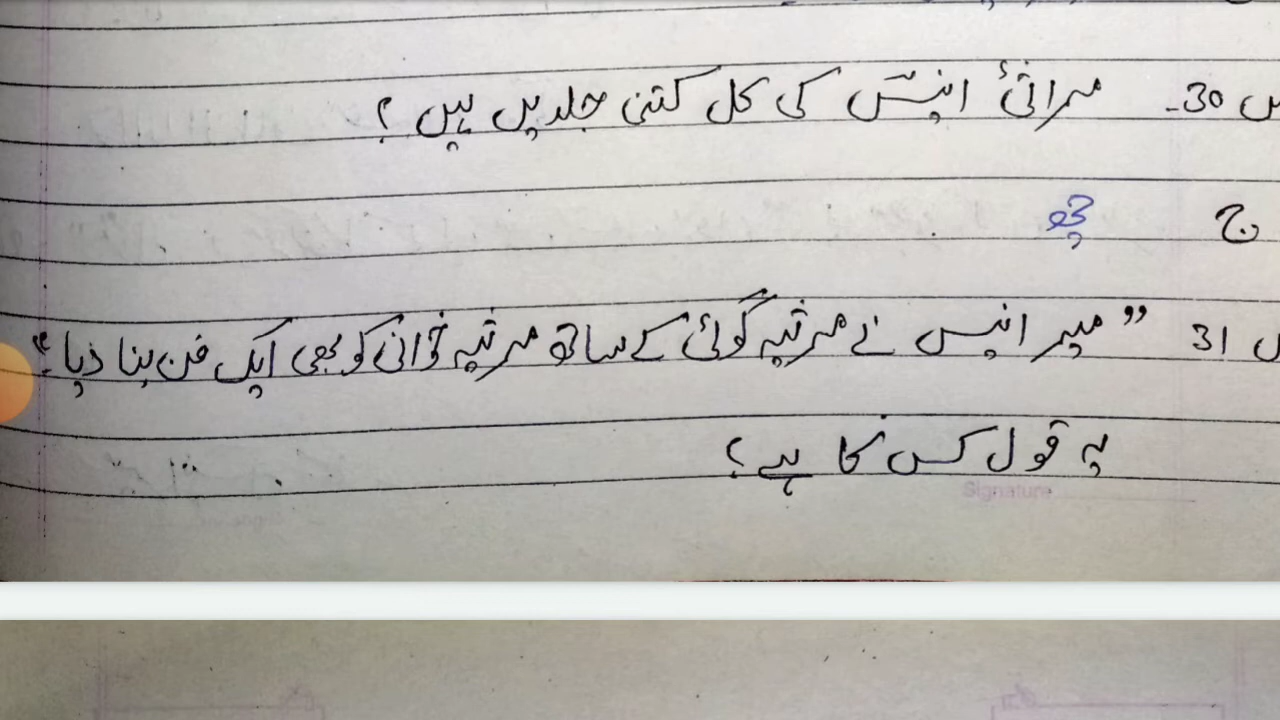 س 30۔ مراثیٔ انیسؔ کی کل کتنی جلدیں ہیں؟
ج چھ
س 31 ”میر انیس نے مرثیہ گوئی کے ساتھ مرثیہ خوانی کو بھی ایک فن بنا دیا“
یہ قول کس کا ہے؟
Signature